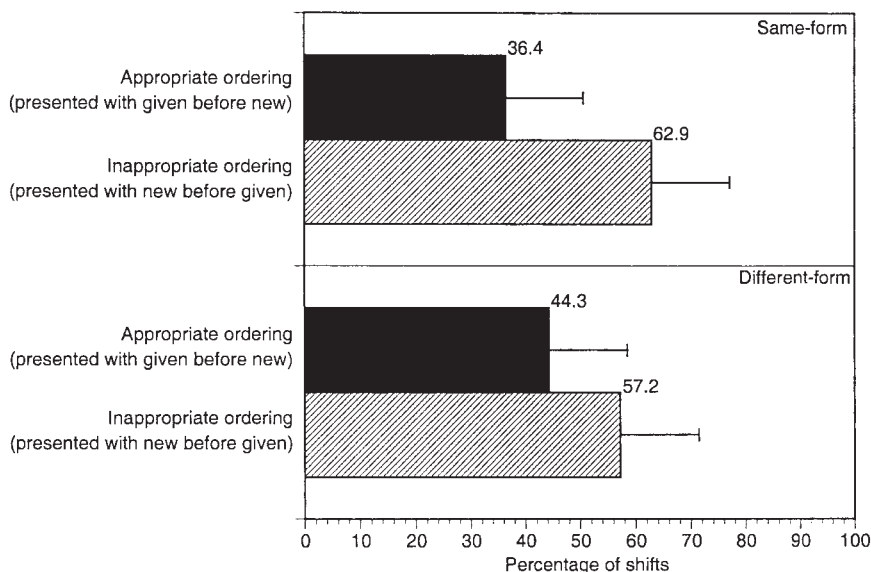 Same-form
36.4
Appropriate ordering
(presented with given before new)
62.9
Inappropriate ordering
(presented with new before given)
Different-form
44.3
Appropriate ordering
(presented with given before new)
57.2
Inappropriate ordering
(presented with new before given)
0 10 20 30 40 50 60 70 80 90 100
Percentage of shifts